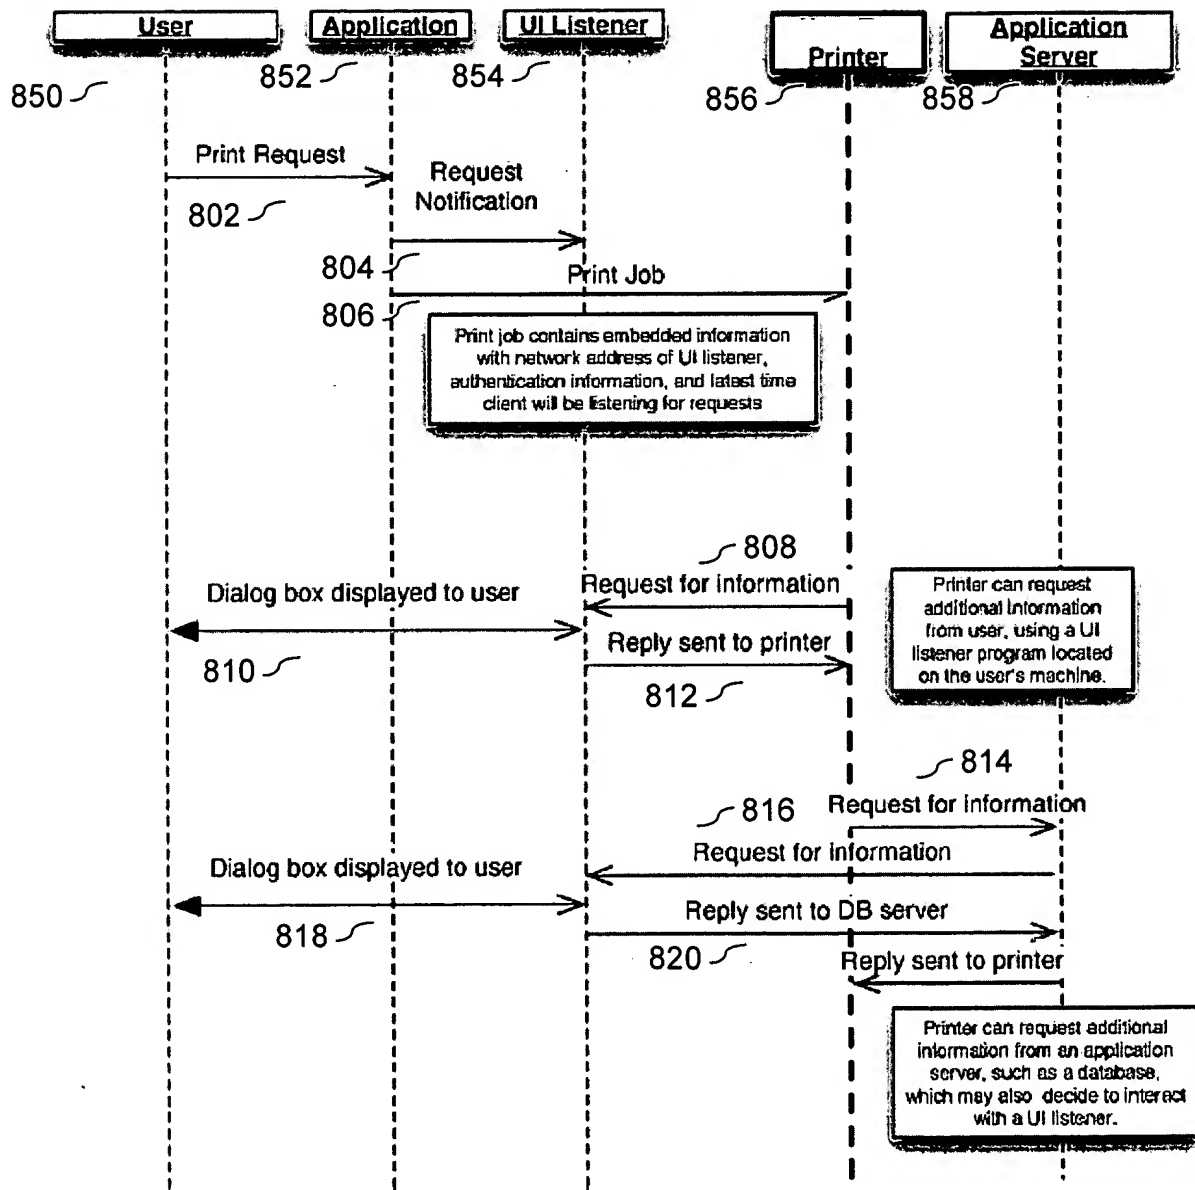 User
Application
UI Listener
Printer
Application
Server
850
852
854
856
858
Print Request
802
Request
Notification
804
Print Job
806
Print job contains embedded information
with network address of UI listener,
authentication information, and latest time
client will be listening for requests
808
Request for information
Dialog box displayed to user
810
Reply sent to printer
812
Printer can request
additional information
from user, using a UI
listener program located
on the user's machine.
814
Request for information
816
Request for information
Dialog box displayed to user
818
Reply sent to DB server
820
Reply sent to printer
Printer can request additional
information from an application
server, such as a database,
which may also decide to interact
with a UI listener.